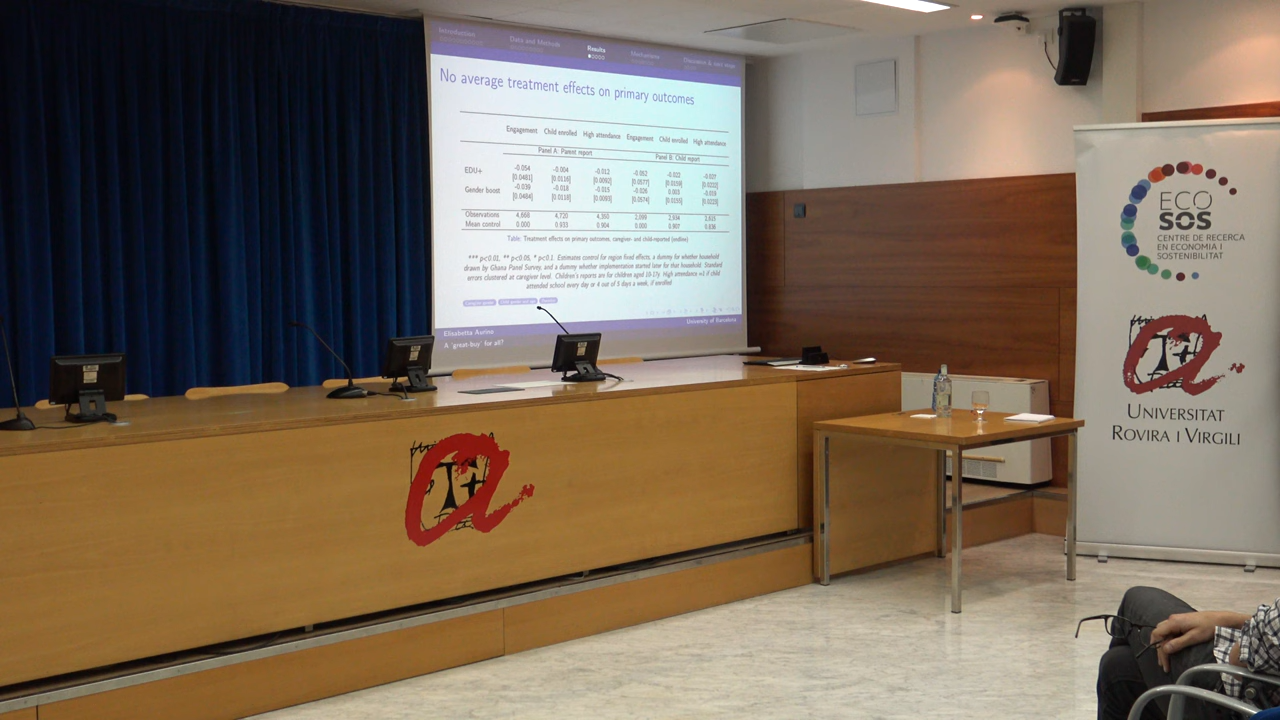 Introduction Data and Methods Results Mechanisms Discussion & next steps
No average treatment effects on primary outcomes
Engagement Child enrolled High attendance Engagement Child enrolled High attendance
Panel A: Parent report Panel B: Child report
EDU+ -0.054 -0.004 -0.012 -0.052 -0.022 -0.027
[0.0481] [0.0116] [0.0092] [0.0577] [0.0159] [0.0232]
Gender boost -0.039 -0.018 -0.015 -0.026 0.003 -0.019
[0.0464] [0.0118] [0.0093] [0.0574]
Observations 4,666 4,720 4,350 2,099 2,934 2,615
Mean control 0.000 0.933 0.904 0.000 0.907 0.838
Table: Treatment effects on primary outcomes, caregiver- and child-reported (endline)
*** p<0.01, ** p<0.05, * p<0.1. Estimates control for region fixed effects, a dummy for whether household
drawn by Ghana Panel Survey, and a dummy whether implementation started later for that household. Standard
errors clustered at caregiver level. Children's reports are for children aged 10-17y. High attendance =1 if child
attended school every day or 4 out of 5 days a week, if enrolled
Elisabetta Aurino University of Barcelona
A 'great-buy' for all?
ECO
SOS
CENTRE DE RECERCA
EN ECONOMIA I
SOSTENIBILITAT
UNIVERSITAT
ROVIRA I VIRGILI